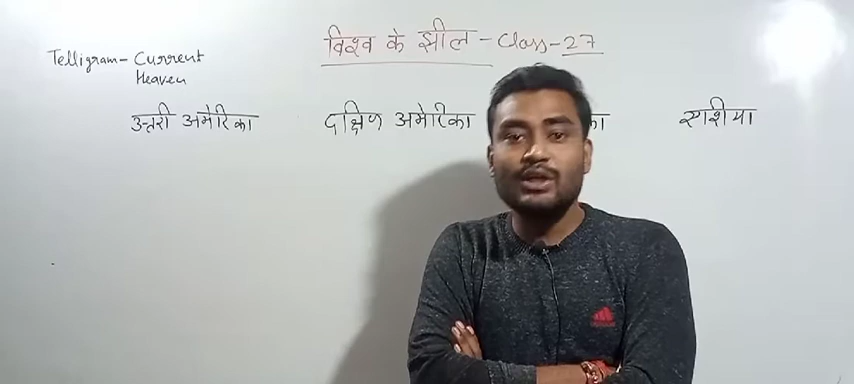 विश्व के झील - Class - 27
Telligram - Current
Heaven
उत्तरी अमेरिका
दक्षिण अमेरिका
का
एशिया